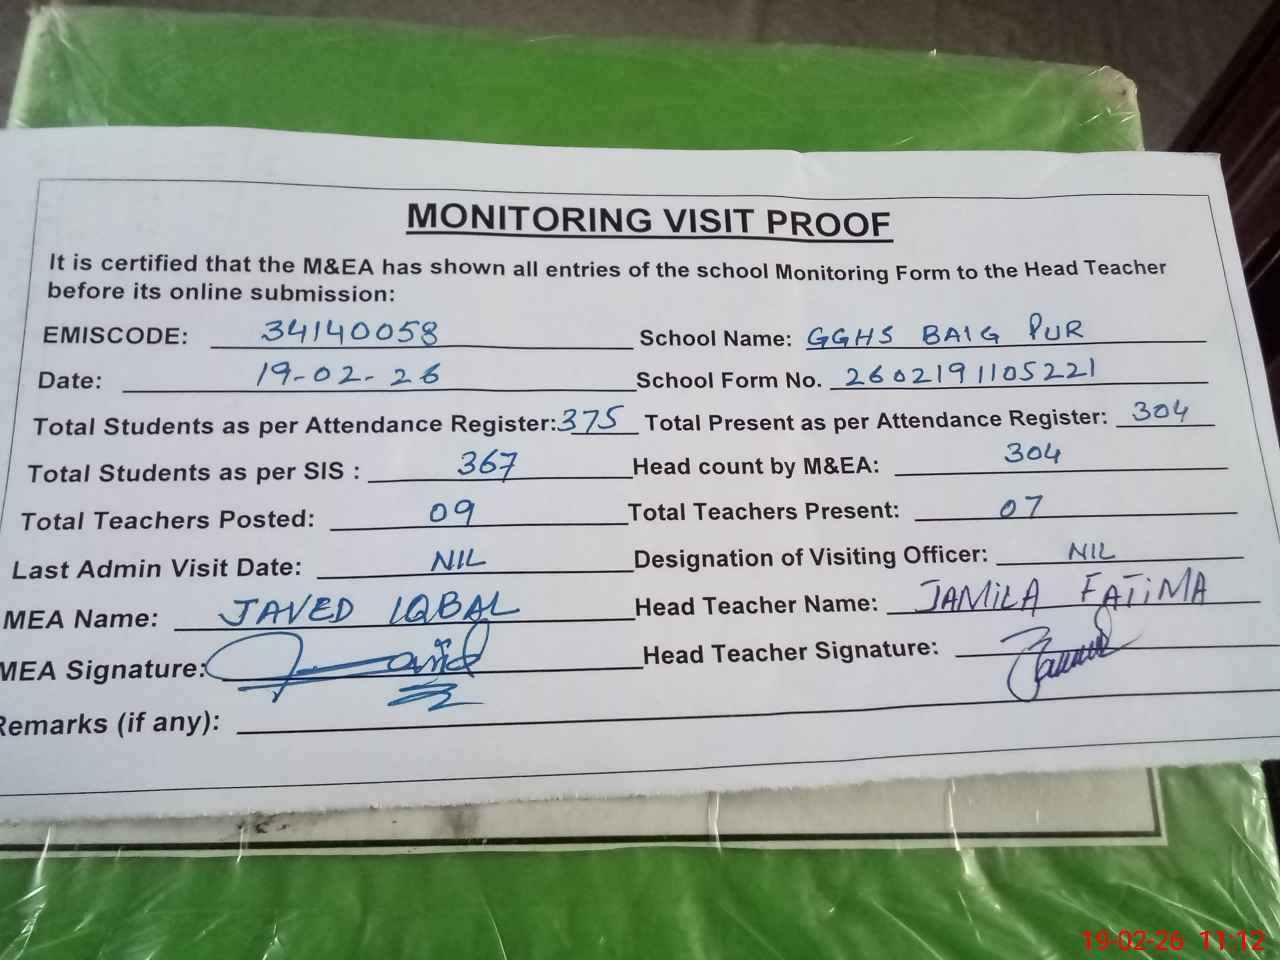 MONITORING VISIT PROOF
It is certified that the M&EA has shown all entries of the school Monitoring Form to the Head Teacher
before its online submission:
EMISCODE: 34140058 School Name: GGHS BAIG PUR
Date: 19-02-26 School Form No. 2602191105221
Total Students as per Attendance Register: 375 Total Present as per Attendance Register: 304
Total Students as per SIS : 367 Head count by M&EA: 304
Total Teachers Posted: 09 Total Teachers Present: 07
Last Admin Visit Date: NIL Designation of Visiting Officer: NIL
MEA Name: JAVED IQBAL Head Teacher Name: JAMILA FATIMA
MEA Signature: Head Teacher Signature:
Remarks (if any):
19-02-26 11:12